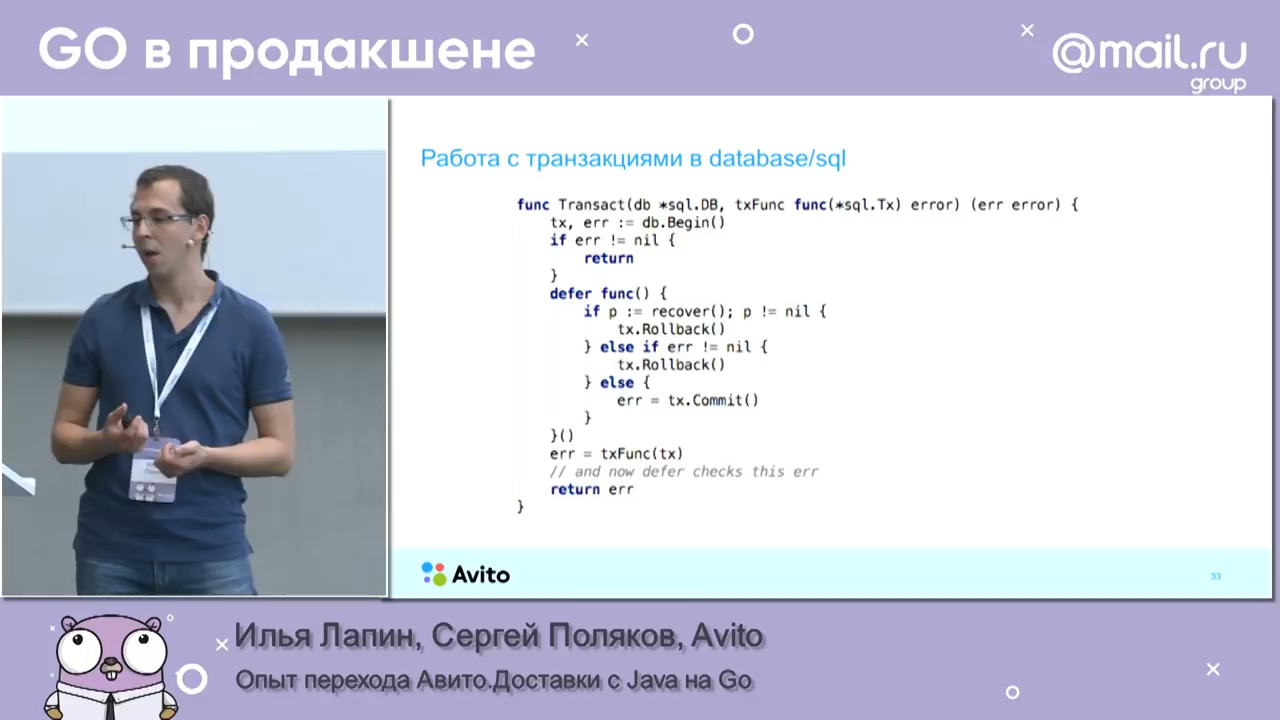 GO в продакшене
@mail.ru
group
Работа с транзакциями в database/sql
func Transact(db *sql.DB, txFunc func(*sql.Tx) error) (err error) {
tx, err := db.Begin()
if err != nil {
return
}
defer func() {
if p := recover(); p != nil {
tx.Rollback()
} else if err != nil {
tx.Rollback()
} else {
err = tx.Commit()
}
}()
err = txFunc(tx)
// and now defer checks this err
return err
}
Avito
33
Илья Лапин, Сергей Поляков, Avito
Опыт перехода Авито.Доставки с Java на Go